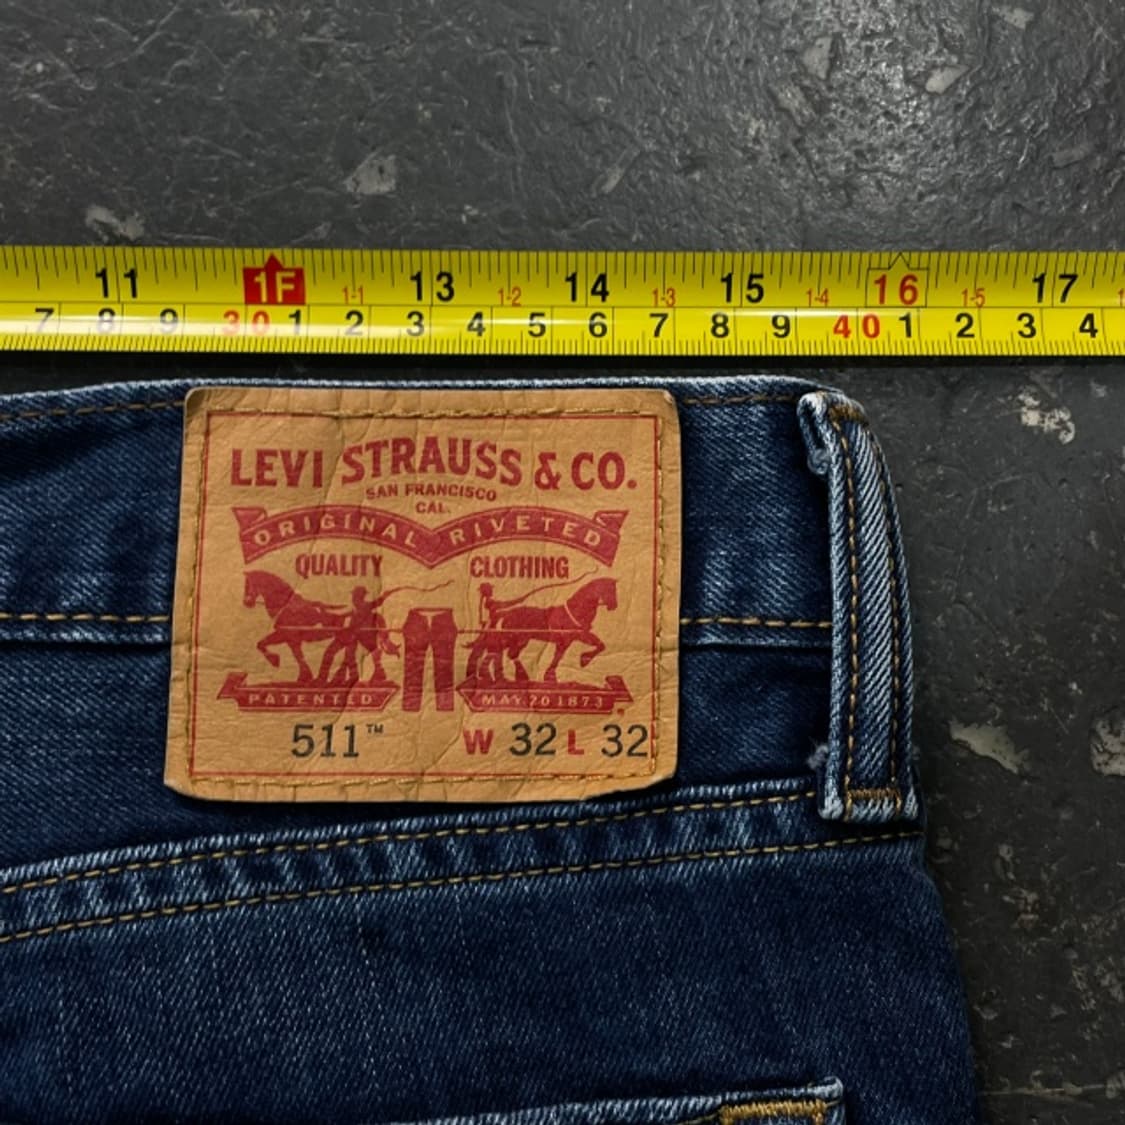 11 1F 1-1 13 1-2 14 1-3 15 1-4 16 1-5 17
7 8 9 30 1 2 3 4 5 6 7 8 9 40 1 2 3 4
LEVI STRAUSS & CO.
SAN FRANCISCO
CAL.
ORIGINAL RIVETED
QUALITY CLOTHING
PATENTED MAY 20 1873
511™ W 32 L 32